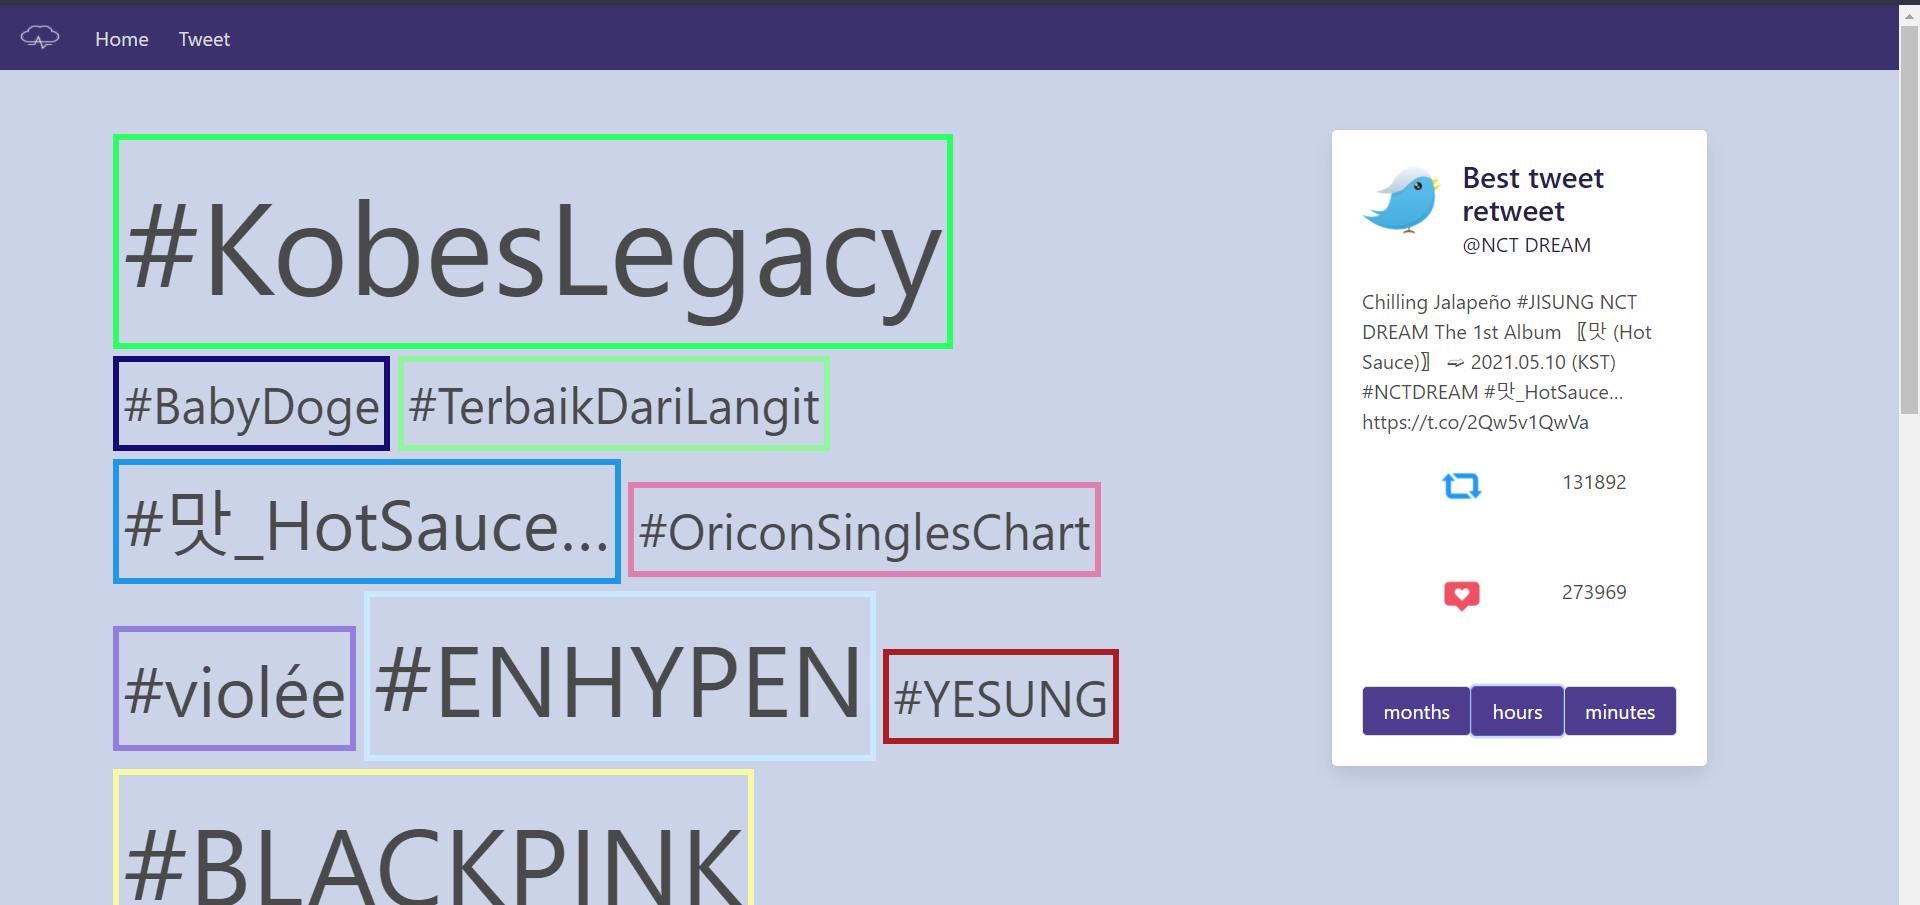 Home Tweet
#KobesLegacy
#BabyDoge #TerbaikDariLangit
#맛_HotSauce… #OriconSinglesChart
#violée #ENHYPEN #YESUNG
#BLACKPINK
Best tweet
retweet
@NCT DREAM
Chilling Jalapeño #JISUNG NCT
DREAM The 1st Album 〖맛 (Hot
Sauce)〗 ➫ 2021.05.10 (KST)
#NCTDREAM #맛_HotSauce…
https://t.co/2Qw5v1QwVa
131892
273969
months hours minutes